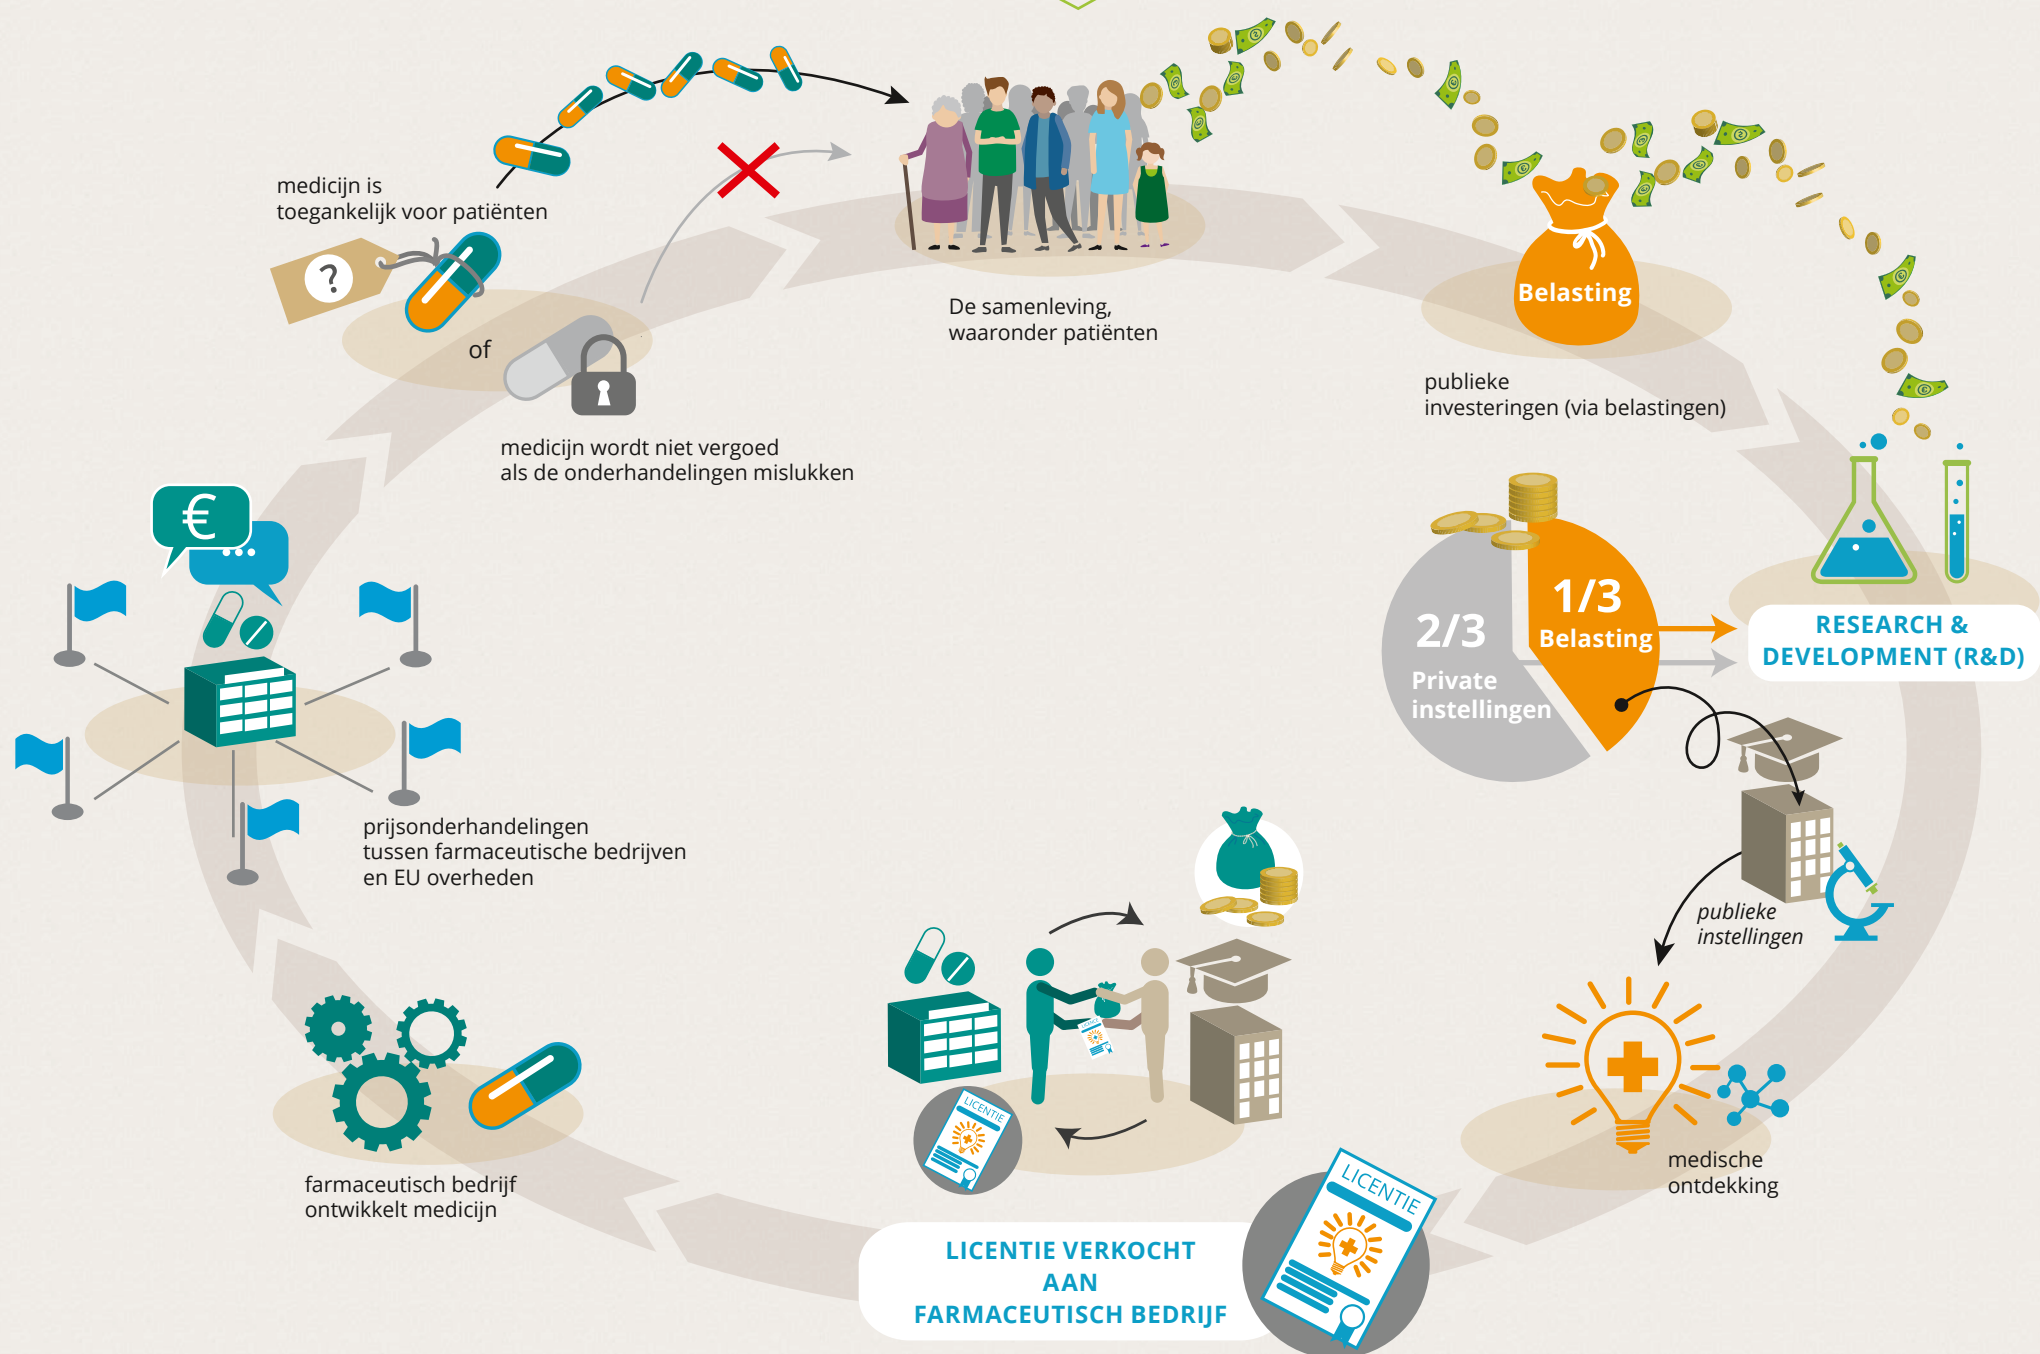 medicijn is
toegankelijk voor patiënten
?
of
medicijn wordt niet vergoed
als de onderhandelingen mislukken
De samenleving,
waaronder patiënten
Belasting
publieke
investeringen (via belastingen)
1/3
Belasting
2/3
Private
instellingen
RESEARCH &
DEVELOPMENT (R&D)
publieke
instellingen
medische
ontdekking
LICENTIE
LICENTIE
LICENTIE VERKOCHT
AAN
FARMACEUTISCH BEDRIJF
farmaceutisch bedrijf
ontwikkelt medicijn
€
...
prijsonderhandelingen
tussen farmaceutische bedrijven
en EU overheden